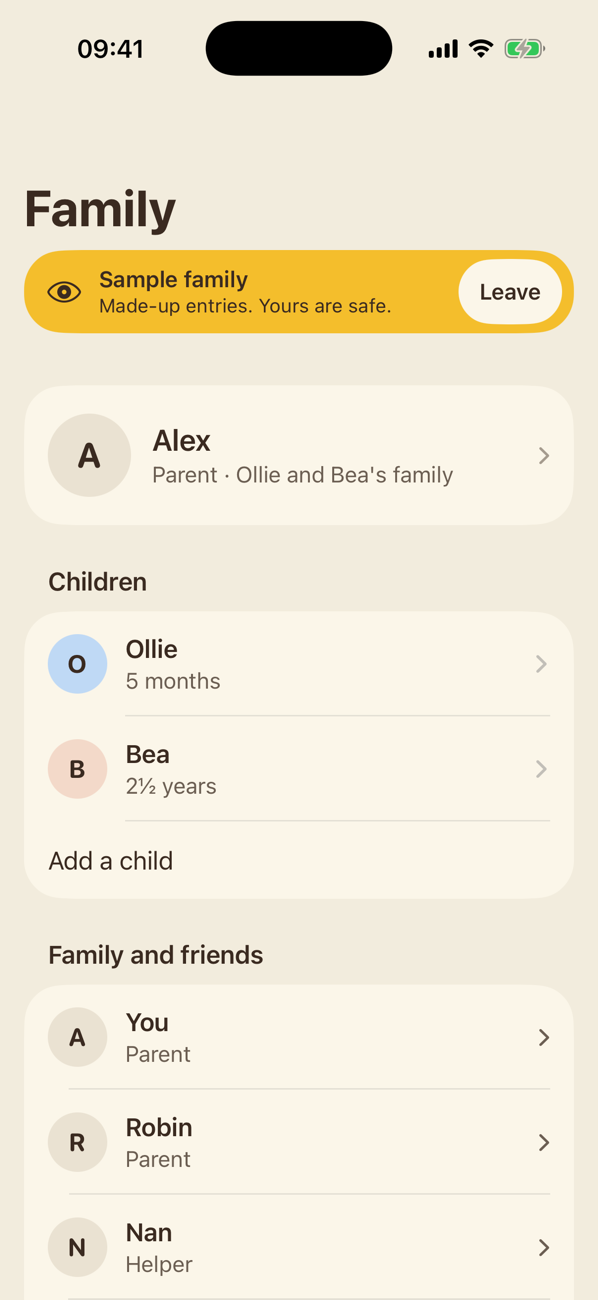 09:41
Family
Sample family
Made-up entries. Yours are safe.
Leave
A
Alex
Parent · Ollie and Bea's family
Children
O
Ollie
5 months
B
Bea
2½ years
Add a child
Family and friends
A
You
Parent
R
Robin
Parent
N
Nan
Helper